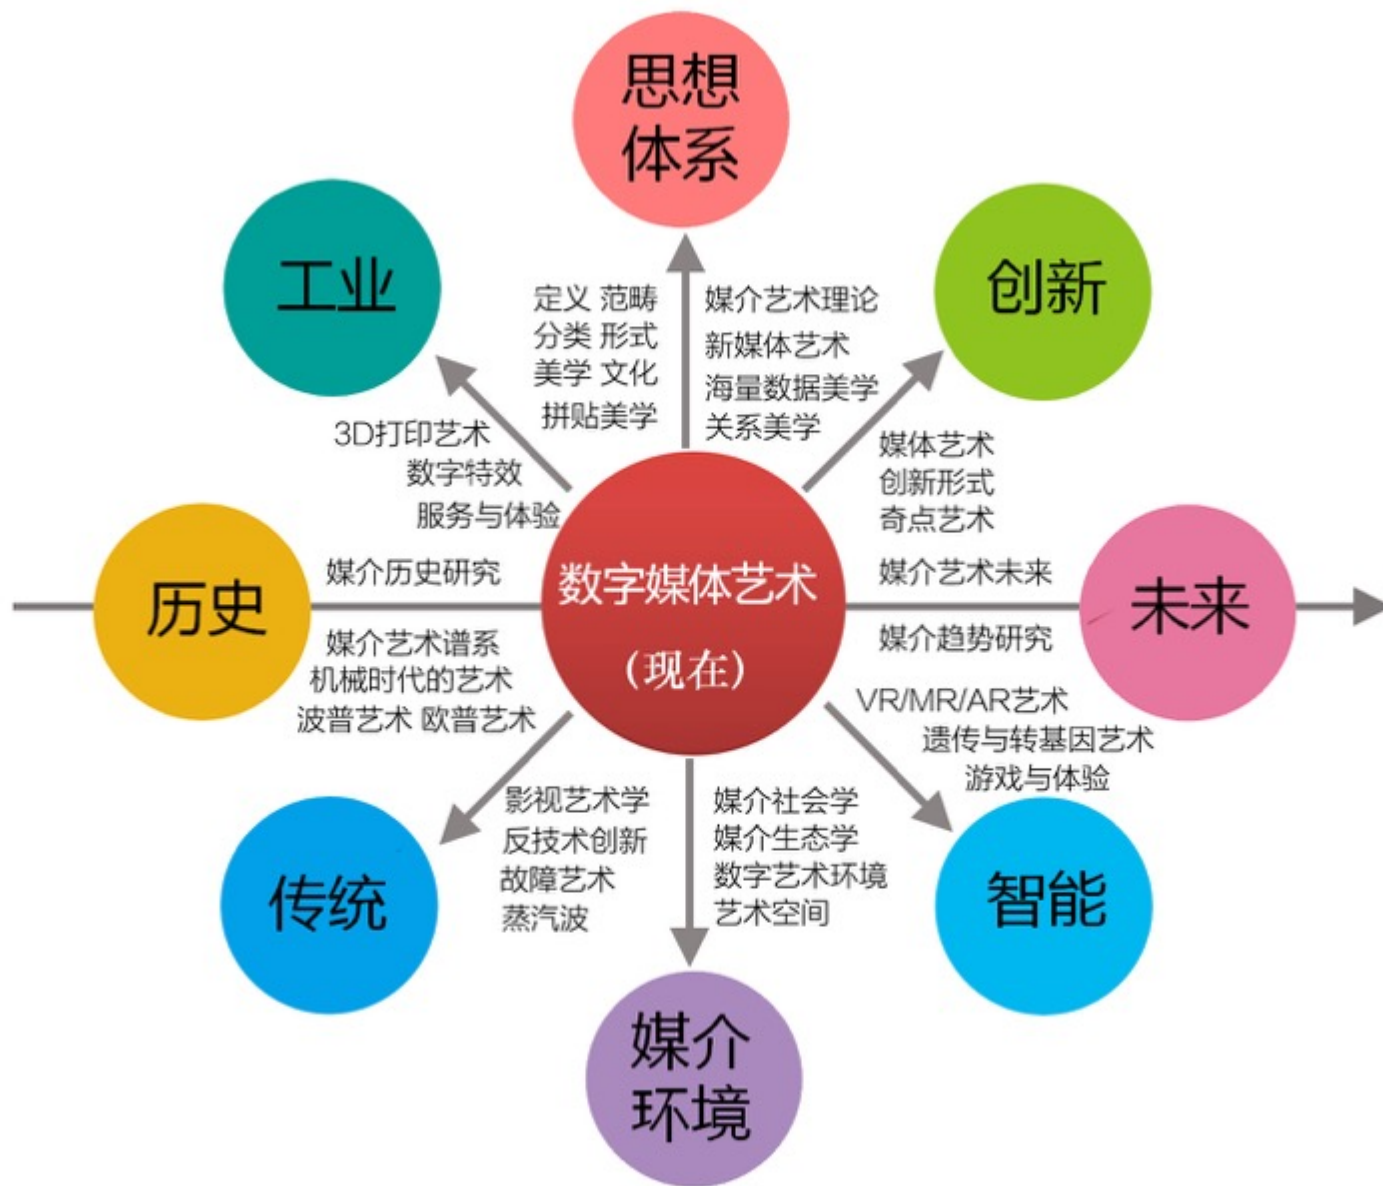 思想
体系
工业
创新
定义 范畴
分类 形式
美学 文化
拼贴美学
媒介艺术理论
新媒体艺术
海量数据美学
关系美学
3D打印艺术
数字特效
服务与体验
媒体艺术
创新形式
奇点艺术
历史
媒介历史研究
媒介艺术谱系
机械时代的艺术
波普艺术 欧普艺术
数字媒体艺术
(现在)
媒介艺术未来
媒介趋势研究
未来
VR/MR/AR艺术
遗传与转基因艺术
游戏与体验
影视艺术学
反技术创新
故障艺术
蒸汽波
媒介社会学
媒介生态学
数字艺术环境
艺术空间
传统
智能
媒介
环境